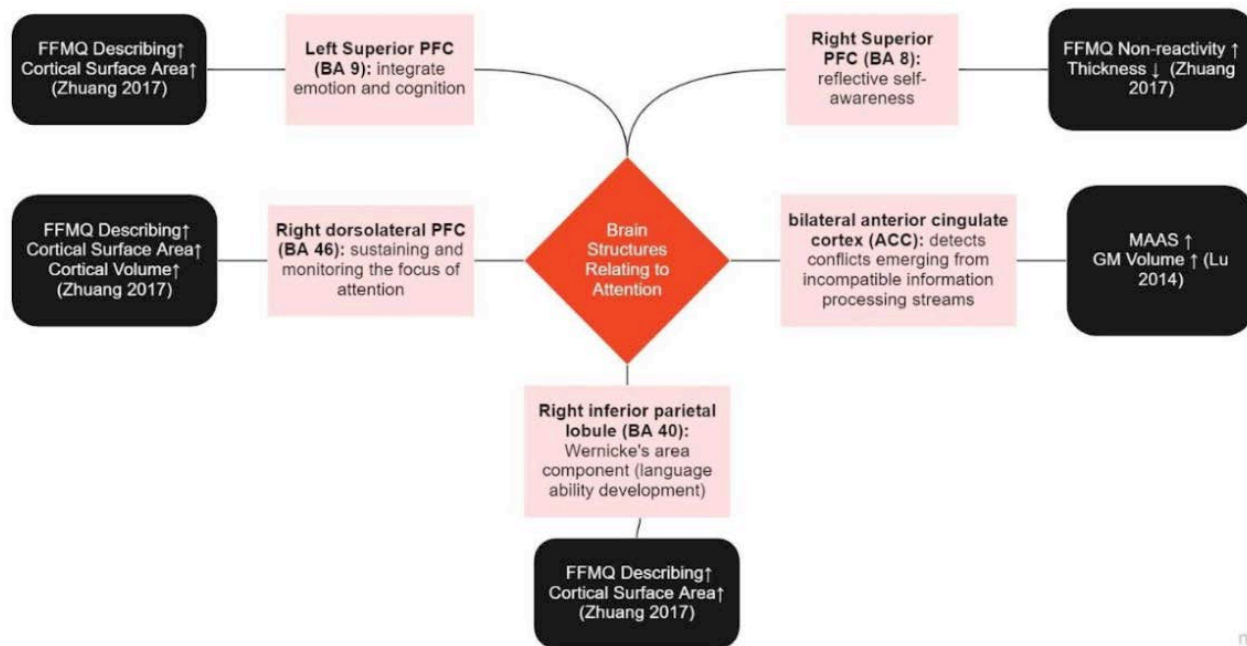 FFMQ Describing↑
Cortical Surface Area↑
(Zhuang 2017)
Left Superior PFC
(BA 9): integrate
emotion and cognition
Right Superior
PFC (BA 8):
reflective self-
awareness
FFMQ Non-reactivity ↑
Thickness ↓ (Zhuang
2017)
FFMQ Describing↑
Cortical Surface Area↑
Cortical Volume↑
(Zhuang 2017)
Right dorsolateral PFC
(BA 46): sustaining and
monitoring the focus of
attention
Brain
Structures
Relating to
Attention
bilateral anterior cingulate
cortex (ACC): detects
conflicts emerging from
incompatible information
processing streams
MAAS ↑
GM Volume ↑ (Lu
2014)
Right inferior parietal
lobule (BA 40):
Wernicke's area
component (language
ability development)
FFMQ Describing↑
Cortical Surface Area↑
(Zhuang 2017)